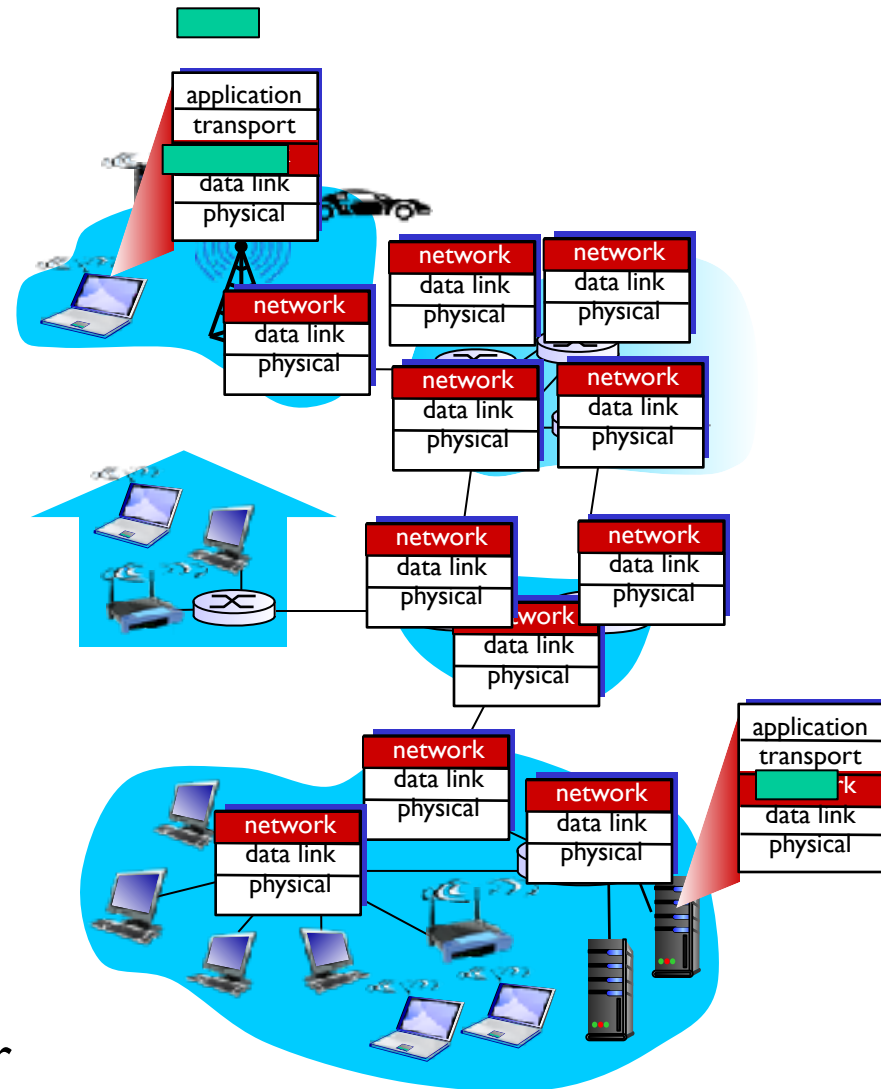 application
transport
data link
physical
network
data link
physical
network
data link
physical
network
data link
physical
network
data link
physical
network
data link
physical
network
data link
physical
network
data link
physical
data link
physical
application
transport
data link
physical
network
data link
physical
network
data link
physical
network
data link
physical